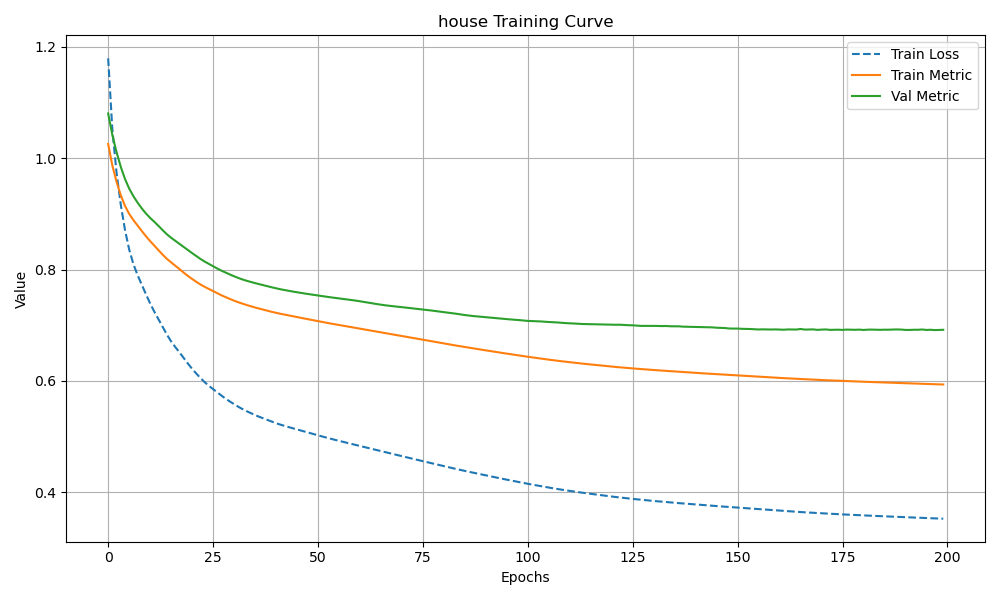 house Training Curve
Train Loss
Train Metric
Val Metric
1.2
1.0
0.8
0.6
0.4
Value
0 25 50 75 100 125 150 175 200
Epochs